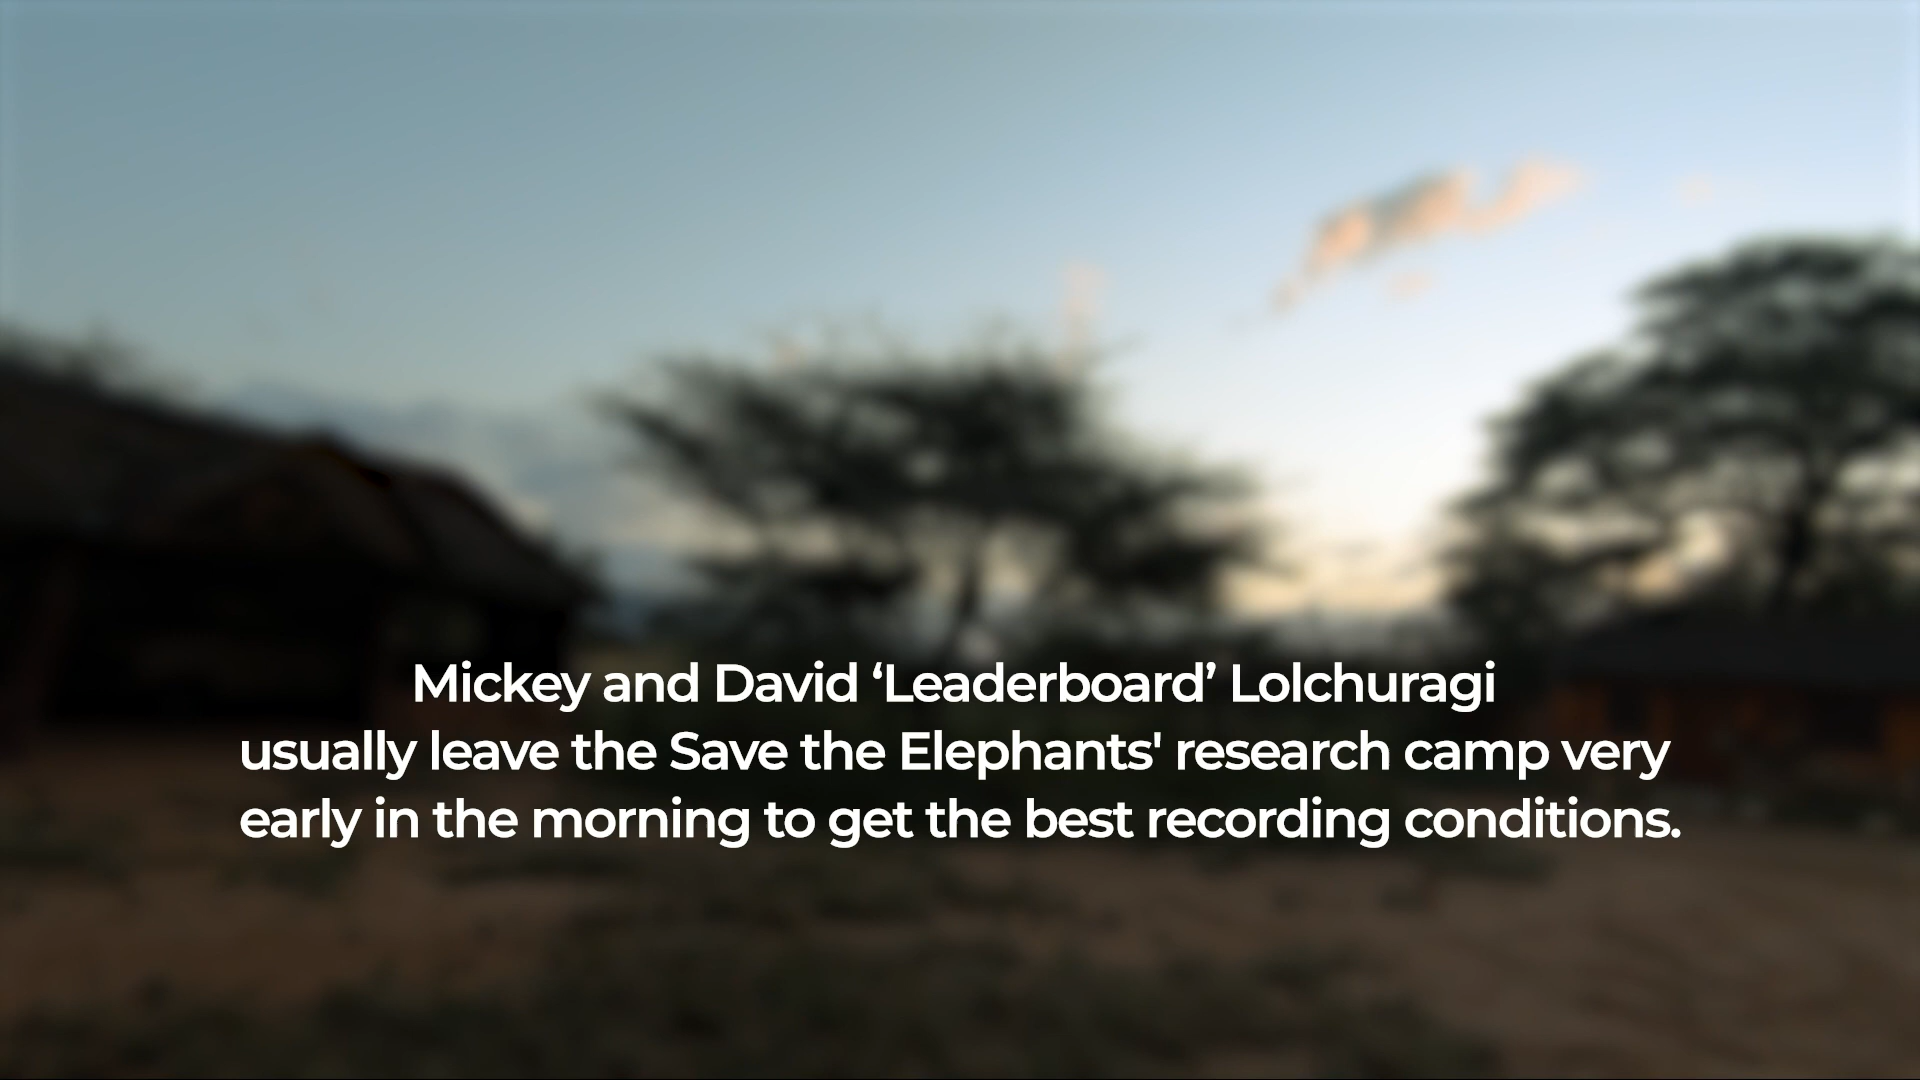 Mickey and David ‘Leaderboard’ Lolchuragi
usually leave the Save the Elephants' research camp very
early in the morning to get the best recording conditions.